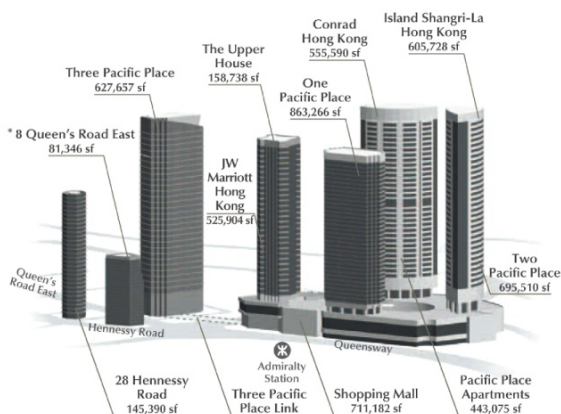 Island Shangri-La
Hong Kong
605,728 sf
Conrad
Hong Kong
555,590 sf
The Upper
House
158,738 sf
One
Pacific Place
863,266 sf
Three Pacific Place
627,657 sf
* 8 Queen's Road East
81,346 sf
JW
Marriott
Hong
Kong
525,904 sf
Two
Pacific Place
695,510 sf
Queen's
Road East
Hennessy Road
Queensway
Admiralty
Station
28 Hennessy
Road
145,390 sf
Three Pacific
Place Link
Shopping Mall
711,182 sf
Pacific Place
Apartments
443,075 sf